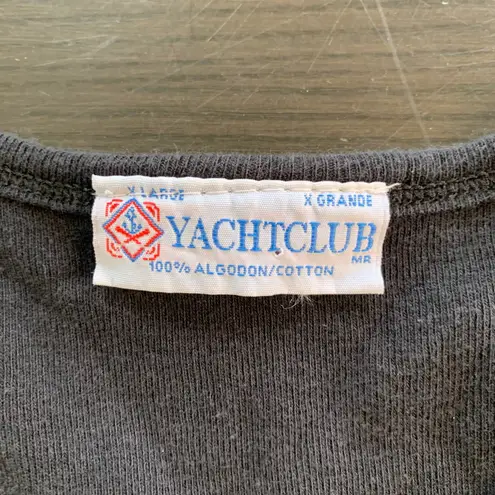 X LARGE X GRANDE
YACHTCLUB
MR
100% ALGODON/COTTON